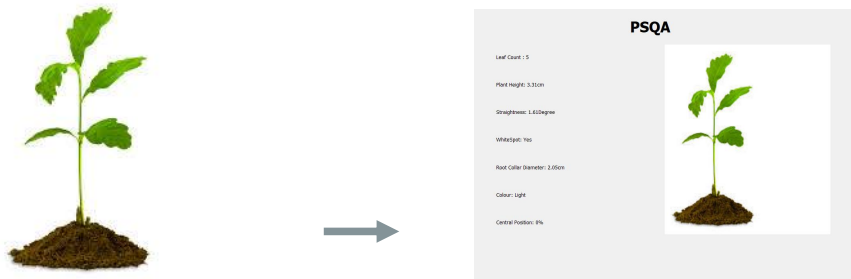 PSQA
Leaf Count : 5
Plant Height: 3.31cm
Straightness: 1.61Degree
WhiteSpot: Yes
Root Collar Diameter: 2.05cm
Colour: Light
Central Position: 0%